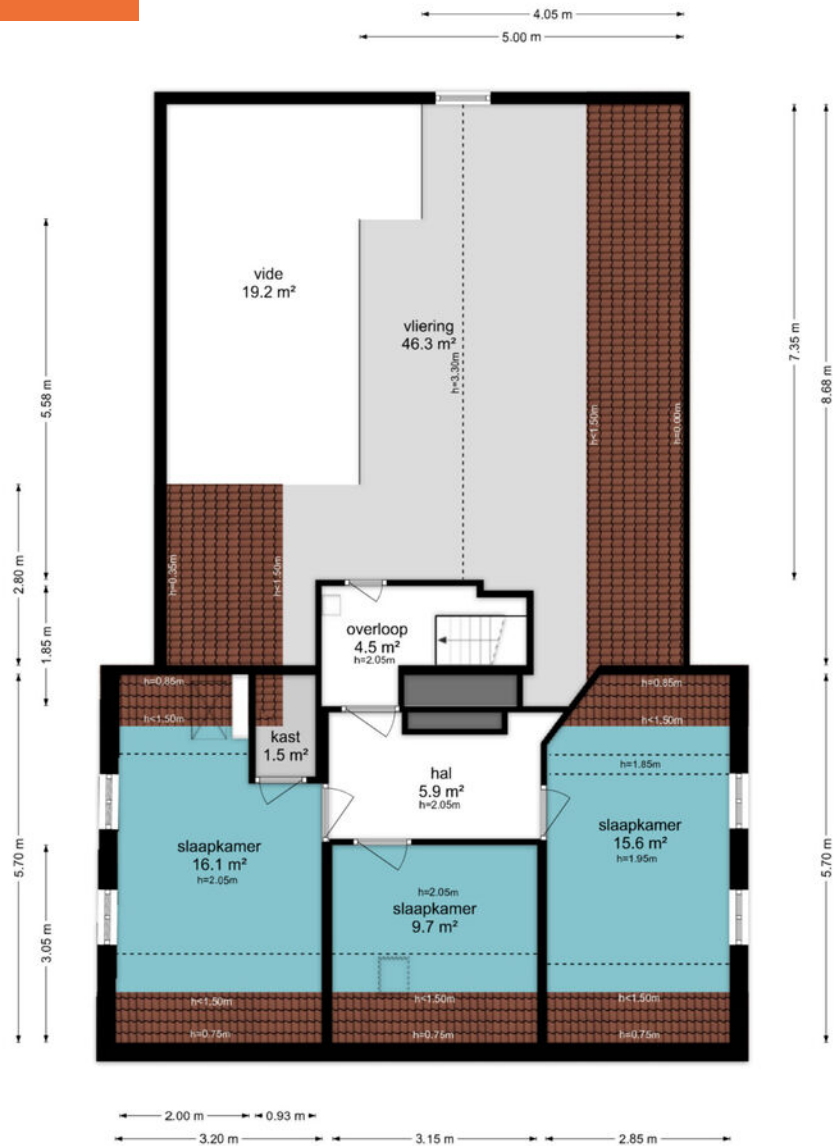 4.05 m
5.00 m
vide
19.2 m²
vliering
46.3 m²
h=3.30m
h<1.50m
h=0.00m
7.35 m
8.68 m
5.58 m
2.80 m
1.85 m
h=0.35m
h<1.50m
overloop
4.5 m²
h=2.05m
h=0.85m
h<1.50m
kast
1.5 m²
hal
5.9 m²
h=2.05m
h=0.85m
h<1.50m
h=1.85m
slaapkamer
16.1 m²
h=2.05m
slaapkamer
15.6 m²
h=1.95m
h=2.05m
slaapkamer
9.7 m²
5.70 m
3.05 m
5.70 m
h<1.50m
h=0.75m
h<1.50m
h=0.75m
h<1.50m
h=0.75m
2.00 m
0.93 m
3.20 m
3.15 m
2.85 m